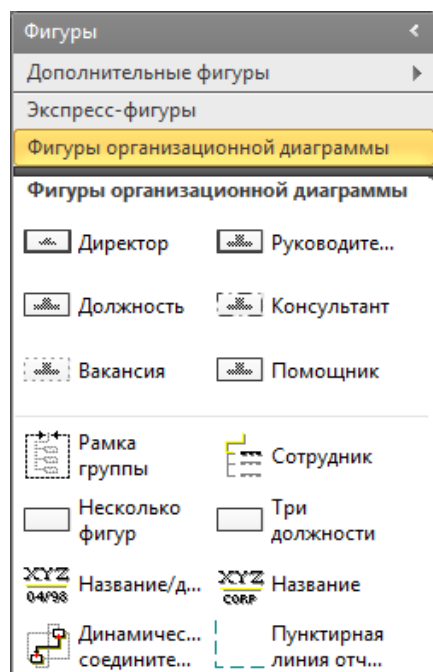 Фигуры
Дополнительные фигуры
Экспресс-фигуры
Фигуры организационной диаграммы
Фигуры организационной диаграммы
Директор
Руководите...
Должность
Консультант
Вакансия
Помощник
Рамка
группы
Сотрудник
Несколько
фигур
Три
должности
XYZ
04/98
Название/д...
XYZ
CORP
Название
Динамичес...
соедините...
Пунктирная
линия отч...